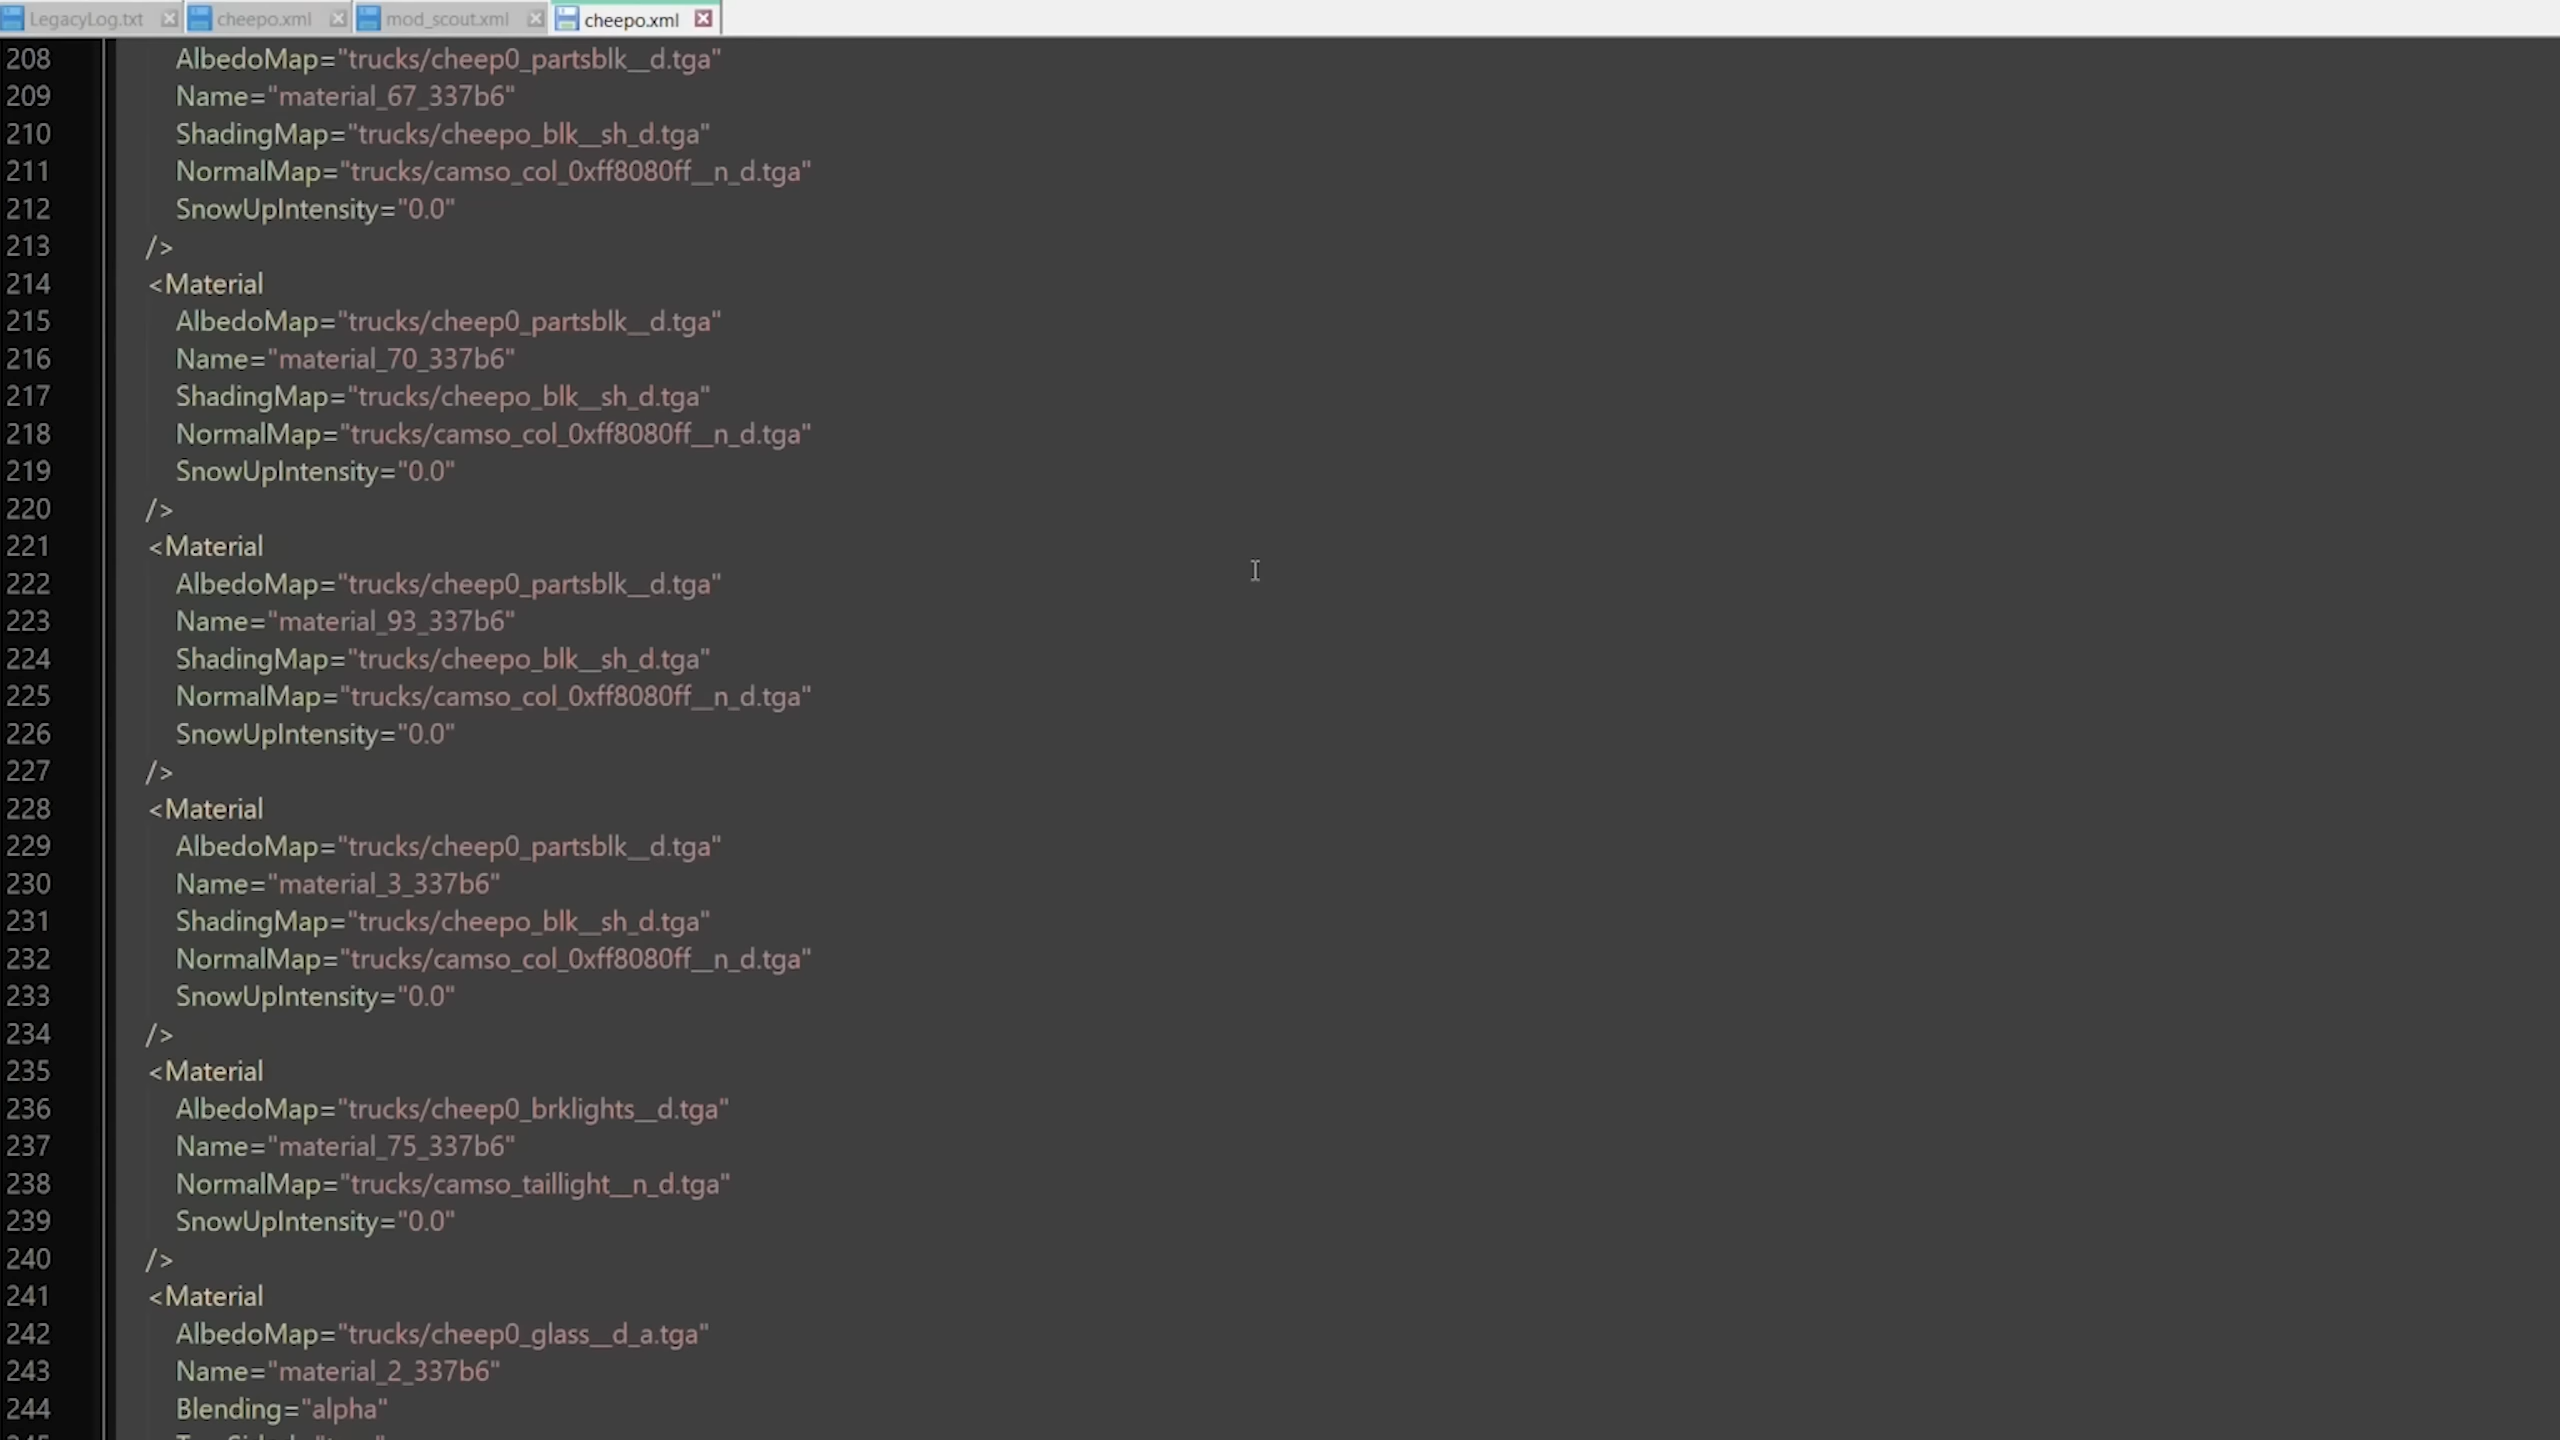 LegacyLog.txt cheepo.xml mod_scout.xml cheepo.xml
208 AlbedoMap="trucks/cheep0_partsblk__d.tga"
209 Name="material_67_337b6"
210 ShadingMap="trucks/cheepo_blk__sh_d.tga"
211 NormalMap="trucks/camso_col_0xff8080ff__n_d.tga"
212 SnowUpIntensity="0.0"
213 />
214 <Material
215 AlbedoMap="trucks/cheep0_partsblk__d.tga"
216 Name="material_70_337b6"
217 ShadingMap="trucks/cheepo_blk__sh_d.tga"
218 NormalMap="trucks/camso_col_0xff8080ff__n_d.tga"
219 SnowUpIntensity="0.0"
220 />
221 <Material
222 AlbedoMap="trucks/cheep0_partsblk__d.tga"
223 Name="material_93_337b6"
224 ShadingMap="trucks/cheepo_blk__sh_d.tga"
225 NormalMap="trucks/camso_col_0xff8080ff__n_d.tga"
226 SnowUpIntensity="0.0"
227 />
228 <Material
229 AlbedoMap="trucks/cheep0_partsblk__d.tga"
230 Name="material_3_337b6"
231 ShadingMap="trucks/cheepo_blk__sh_d.tga"
232 NormalMap="trucks/camso_col_0xff8080ff__n_d.tga"
233 SnowUpIntensity="0.0"
234 />
235 <Material
236 AlbedoMap="trucks/cheep0_brklights__d.tga"
237 Name="material_75_337b6"
238 NormalMap="trucks/camso_taillight__n_d.tga"
239 SnowUpIntensity="0.0"
240 />
241 <Material
242 AlbedoMap="trucks/cheep0_glass__d_a.tga"
243 Name="material_2_337b6"
244 Blending="alpha"